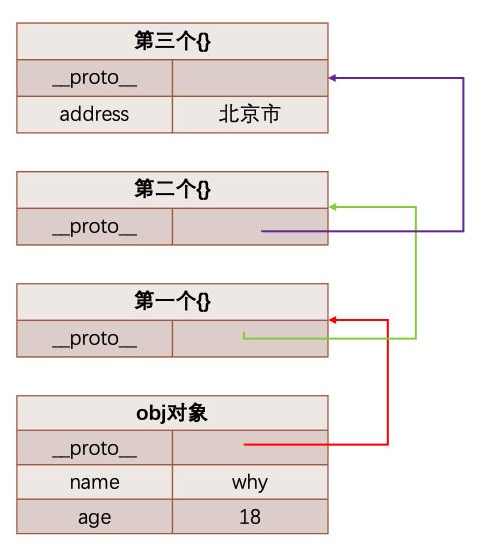 第三个{}
__proto__
address 北京市
第二个{}
__proto__
第一个{}
__proto__
obj对象
__proto__
name why
age 18